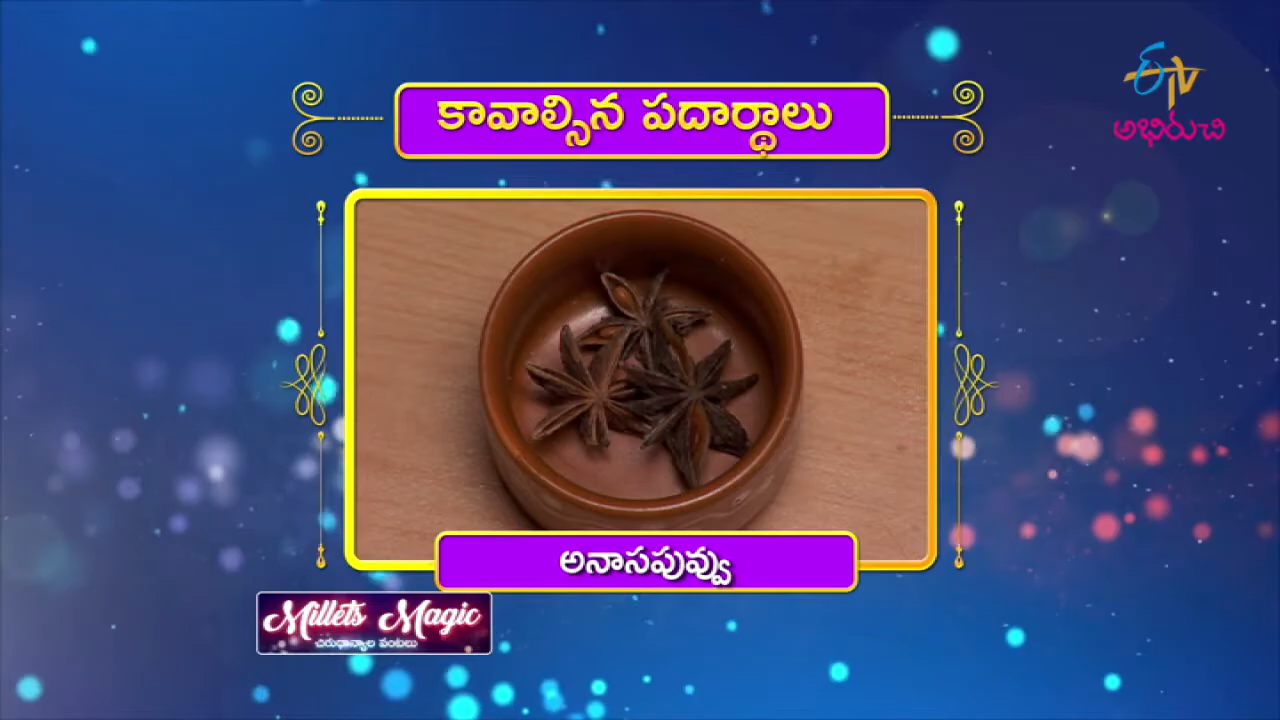 కావాల్సిన పదార్థాలు
ETV
అభిరుచి
అనాసపువ్వు
Millets Magic
చిరుధాన్యాల వంటలు